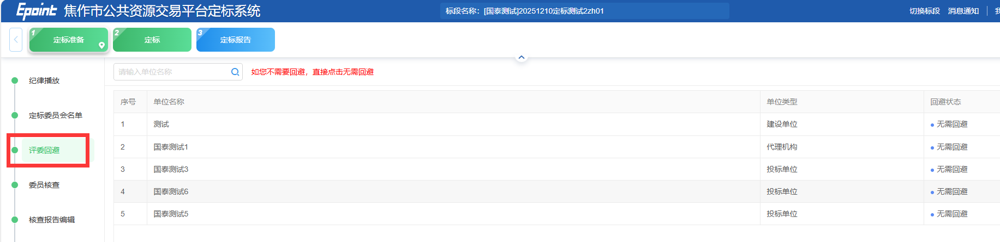 Epoint 焦作市公共资源交易平台定标系统 标段名称：[国泰测试]20251210定标测试2zh01 切换标段 消息通知
1 定标准备 2 定标 3 定标报告
请输入单位名称 如您不需要回避，直接点击无需回避
纪律播放
定标委员会名单
评委回避
委员核查
核查报告编辑
序号 单位名称 单位类型 回避状态
1 测试 建设单位 无需回避
2 国泰测试1 代理机构 无需回避
3 国泰测试3 投标单位 无需回避
4 国泰测试6 投标单位 无需回避
5 国泰测试5 投标单位 无需回避